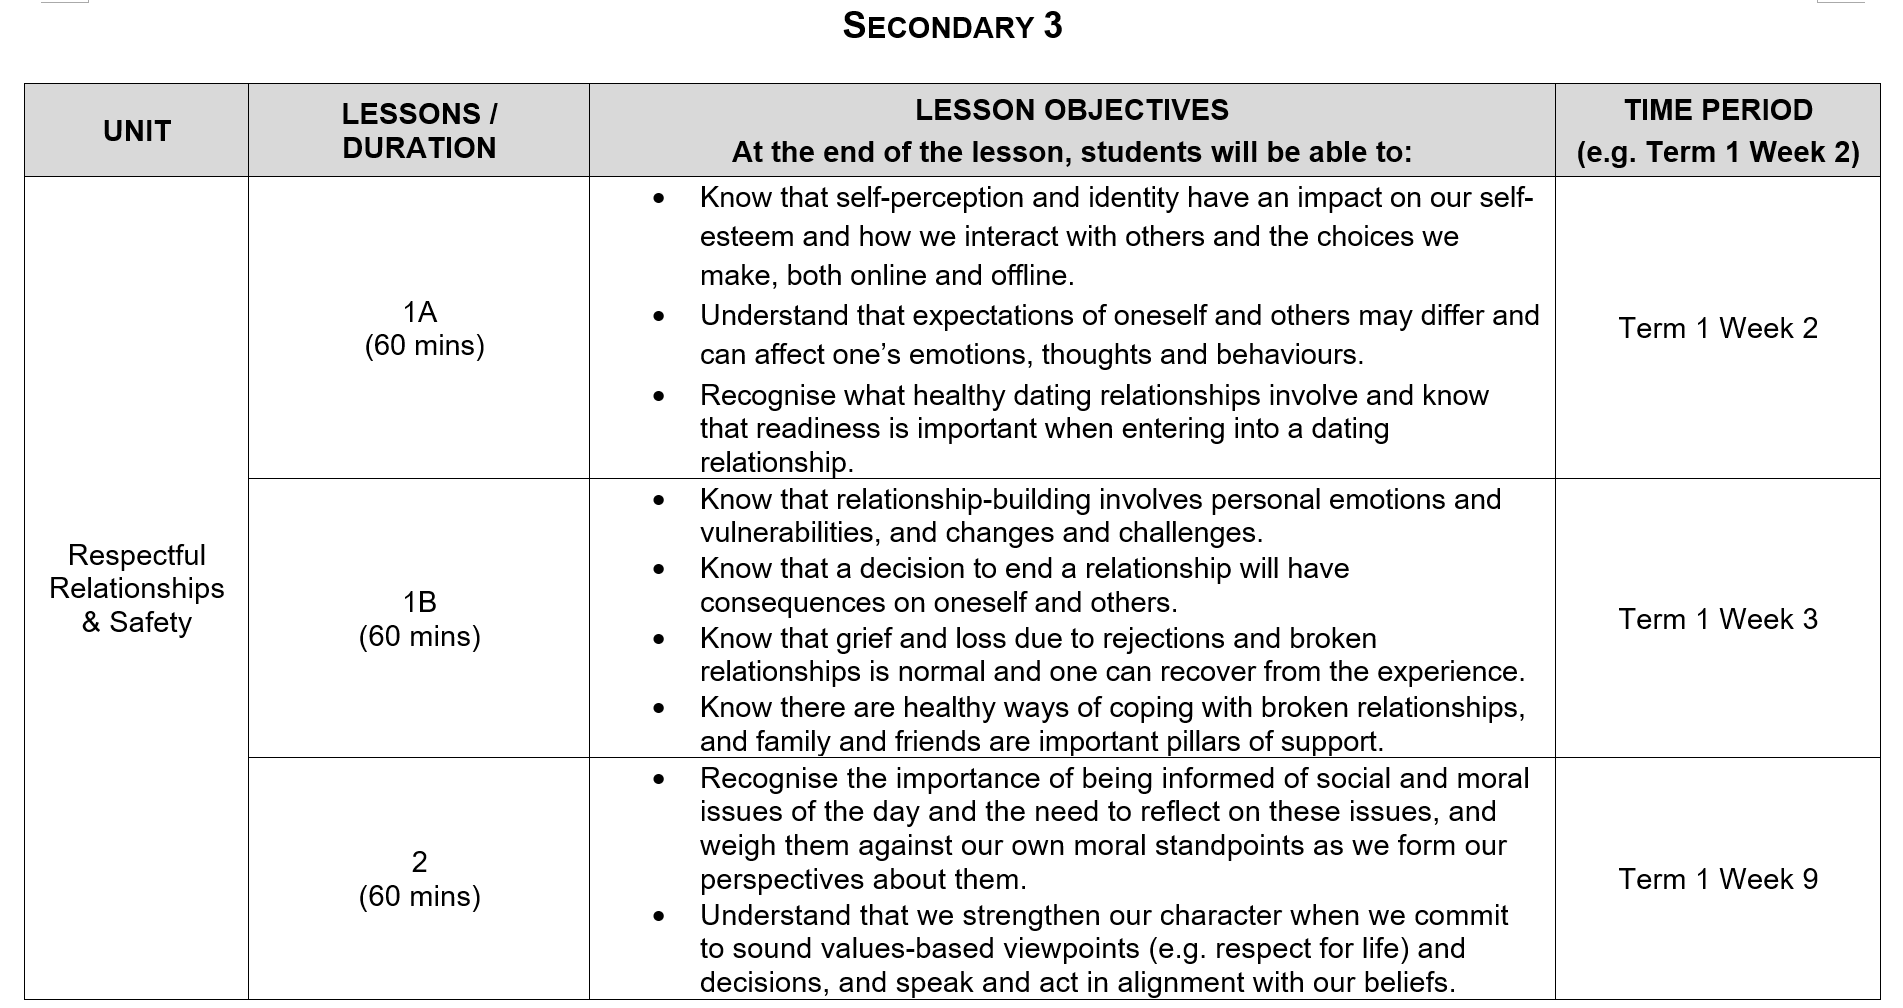 SECONDARY 3
UNIT
LESSONS /
DURATION
LESSON OBJECTIVES
At the end of the lesson, students will be able to:
TIME PERIOD
(e.g. Term 1 Week 2)
Respectful
Relationships
& Safety
1A
(60 mins)
• Know that self-perception and identity have an impact on our self-
esteem and how we interact with others and the choices we
make, both online and offline.
• Understand that expectations of oneself and others may differ and
can affect one’s emotions, thoughts and behaviours.
• Recognise what healthy dating relationships involve and know
that readiness is important when entering into a dating
relationship.
Term 1 Week 2
1B
(60 mins)
• Know that relationship-building involves personal emotions and
vulnerabilities, and changes and challenges.
• Know that a decision to end a relationship will have
consequences on oneself and others.
• Know that grief and loss due to rejections and broken
relationships is normal and one can recover from the experience.
• Know there are healthy ways of coping with broken relationships,
and family and friends are important pillars of support.
Term 1 Week 3
2
(60 mins)
• Recognise the importance of being informed of social and moral
issues of the day and the need to reflect on these issues, and
weigh them against our own moral standpoints as we form our
perspectives about them.
• Understand that we strengthen our character when we commit
to sound values-based viewpoints (e.g. respect for life) and
decisions, and speak and act in alignment with our beliefs.
Term 1 Week 9